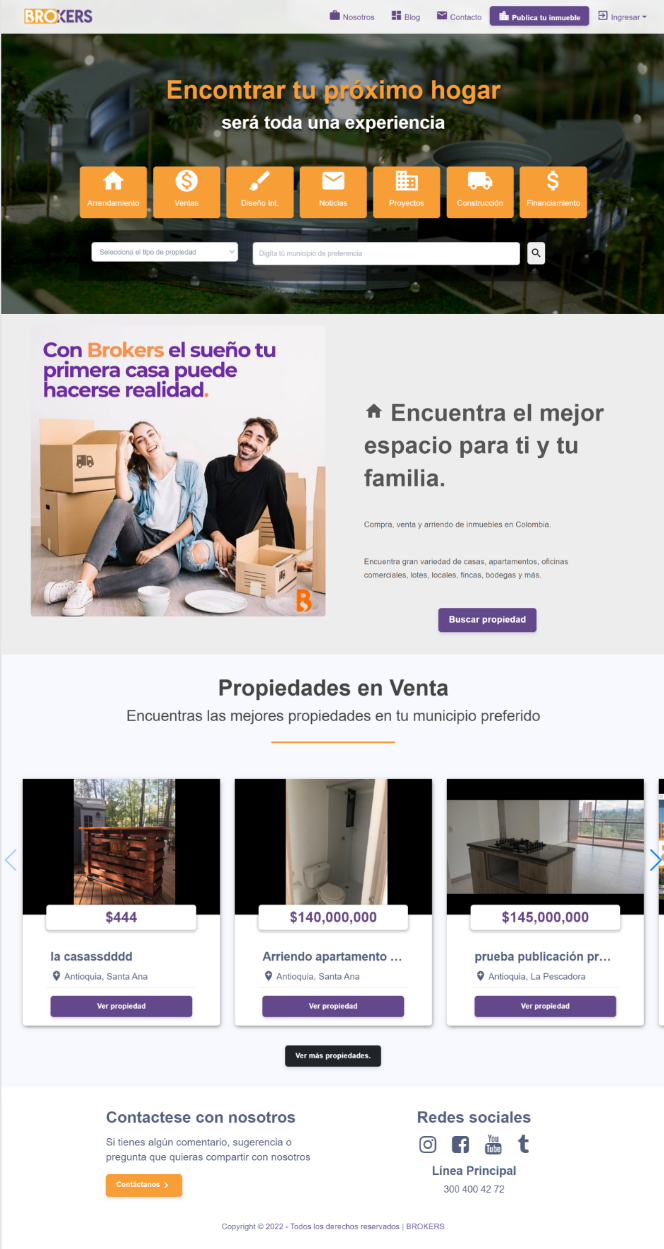 BROKERS
Nosotros
Blog
Contacto
Publica tu inmueble
Ingresar
Encontrar tu próximo hogar
será toda una experiencia
Arrendamiento
Ventas
Diseño Int.
Noticias
Proyectos
Construcción
Financiamiento
Selecciona el tipo de propiedad
Digita tú municipio de preferencia
Con Brokers el sueño tu
primera casa puede
hacerse realidad.
B
Encuentra el mejor
espacio para ti y tu
familia.
Compra, venta y arriendo de inmuebles en Colombia.
Encuentra gran variedad de casas, apartamentos, oficinas
comerciales, lotes, locales, fincas, bodegas y más.
Buscar propiedad
Propiedades en Venta
Encuentras las mejores propiedades en tu municipio preferido
$444
la casassdddd
Antioquia, Santa Ana
Ver propiedad
$140,000,000
Arriendo apartamento ...
Antioquia, Santa Ana
Ver propiedad
$145,000,000
prueba publicación pr...
Antioquia, La Pescadora
Ver propiedad
Ver más propiedades.
Contactese con nosotros
Si tienes algún comentario, sugerencia o
pregunta que quieras compartir con nosotros
Contáctanos
Redes sociales
You
Tube
t
Línea Principal
300 400 42 72
Copyright © 2022 - Todos los derechos reservados | BROKERS